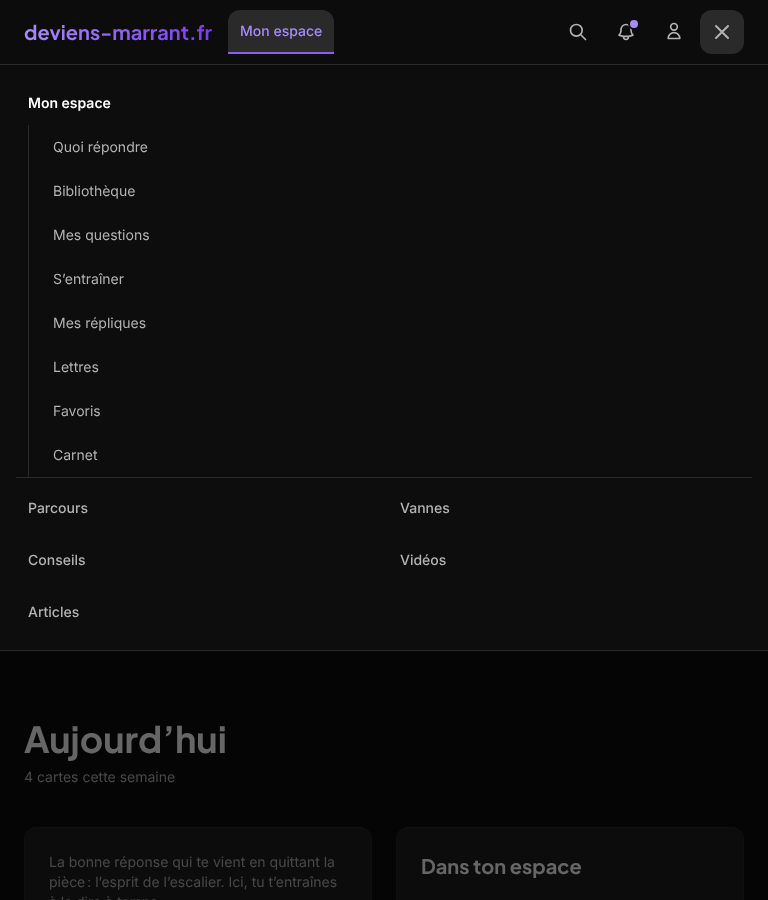 deviens-marrant.fr
Mon espace
Mon espace
Quoi répondre
Bibliothèque
Mes questions
S’entraîner
Mes répliques
Lettres
Favoris
Carnet
Parcours
Vannes
Conseils
Vidéos
Articles
Aujourd’hui
4 cartes cette semaine
La bonne réponse qui te vient en quittant la
pièce : l’esprit de l’escalier. Ici, tu t’entraînes
Dans ton espace